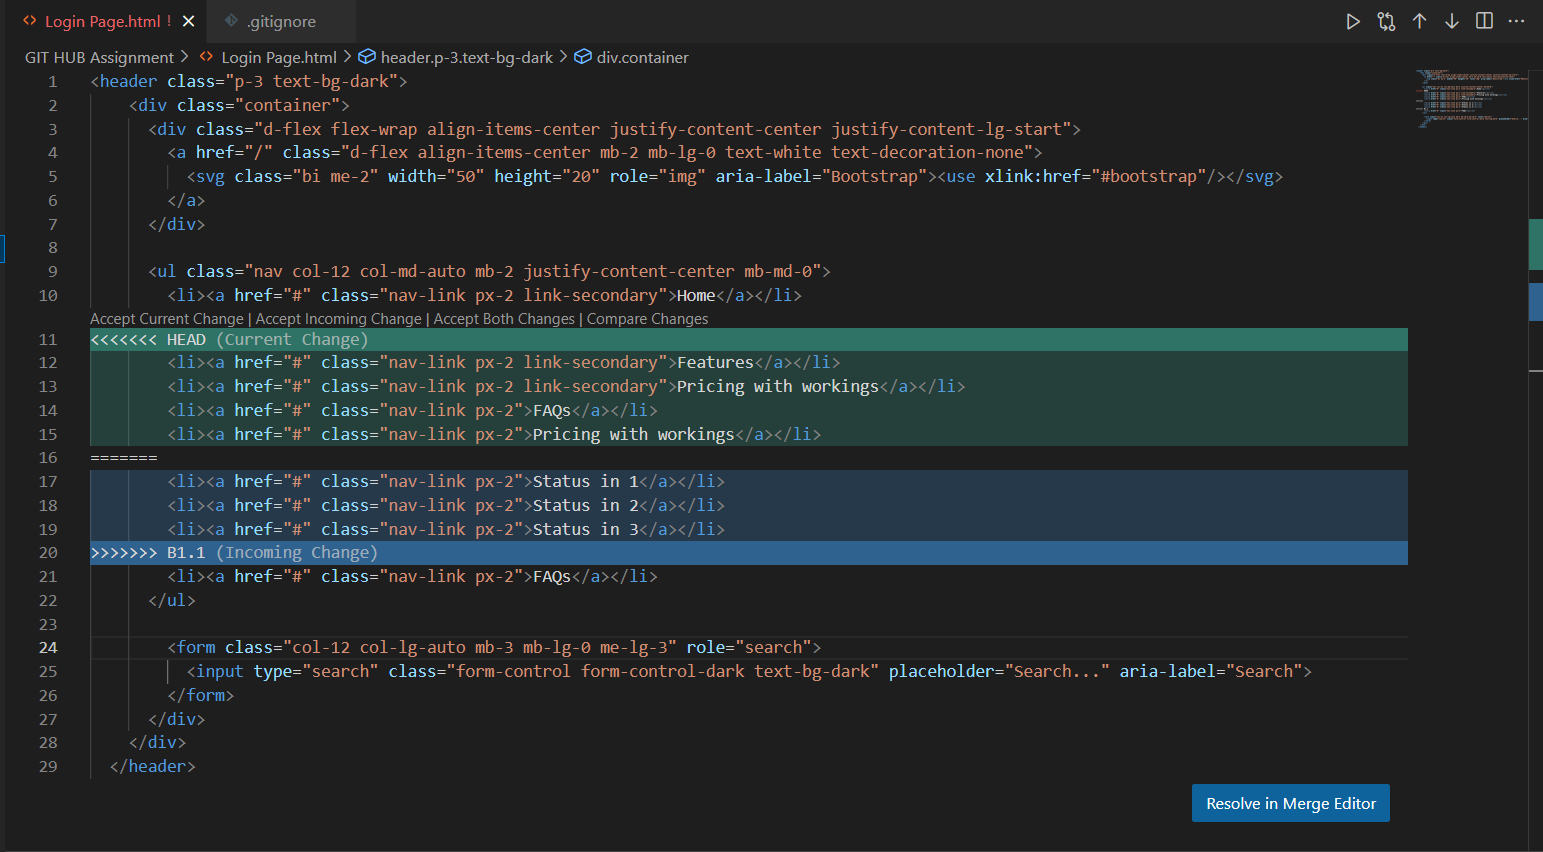 Login Page.html !
.gitignore
GIT HUB Assignment > Login Page.html > header.p-3.text-bg-dark > div.container
1 <header class="p-3 text-bg-dark">
2 <div class="container">
3 <div class="d-flex flex-wrap align-items-center justify-content-center justify-content-lg-start">
4 <a href="/" class="d-flex align-items-center mb-2 mb-lg-0 text-white text-decoration-none">
5 <svg class="bi me-2" width="50" height="20" role="img" aria-label="Bootstrap"><use xlink:href="#bootstrap"/></svg>
6 </a>
7 </div>
8
9 <ul class="nav col-12 col-md-auto mb-2 justify-content-center mb-md-0">
10 <li><a href="#" class="nav-link px-2 link-secondary">Home</a></li>
Accept Current Change | Accept Incoming Change | Accept Both Changes | Compare Changes
11 <<<<<<< HEAD (Current Change)
12 <li><a href="#" class="nav-link px-2 link-secondary">Features</a></li>
13 <li><a href="#" class="nav-link px-2 link-secondary">Pricing with workings</a></li>
14 <li><a href="#" class="nav-link px-2">FAQs</a></li>
15 <li><a href="#" class="nav-link px-2">Pricing with workings</a></li>
16 =======
17 <li><a href="#" class="nav-link px-2">Status in 1</a></li>
18 <li><a href="#" class="nav-link px-2">Status in 2</a></li>
19 <li><a href="#" class="nav-link px-2">Status in 3</a></li>
20 >>>>>>> B1.1 (Incoming Change)
21 <li><a href="#" class="nav-link px-2">FAQs</a></li>
22 </ul>
23
24 <form class="col-12 col-lg-auto mb-3 mb-lg-0 me-lg-3" role="search">
25 <input type="search" class="form-control form-control-dark text-bg-dark" placeholder="Search..." aria-label="Search">
26 </form>
27 </div>
28 </div>
29 </header>
Resolve in Merge Editor